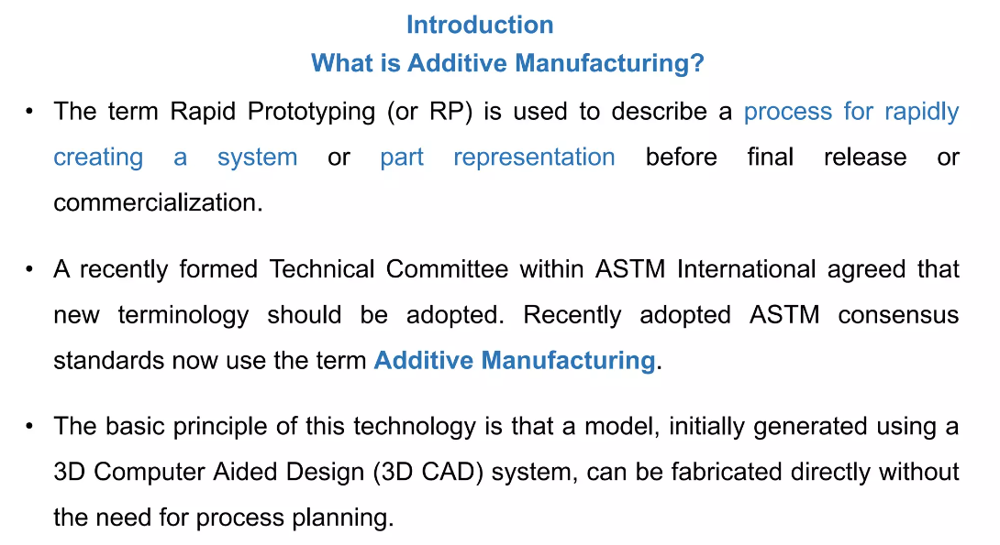 Introduction
What is Additive Manufacturing?
• The term Rapid Prototyping (or RP) is used to describe a process for rapidly
creating a system or part representation before final release or
commercialization.
• A recently formed Technical Committee within ASTM International agreed that
new terminology should be adopted. Recently adopted ASTM consensus
standards now use the term Additive Manufacturing.
• The basic principle of this technology is that a model, initially generated using a
3D Computer Aided Design (3D CAD) system, can be fabricated directly without
the need for process planning.